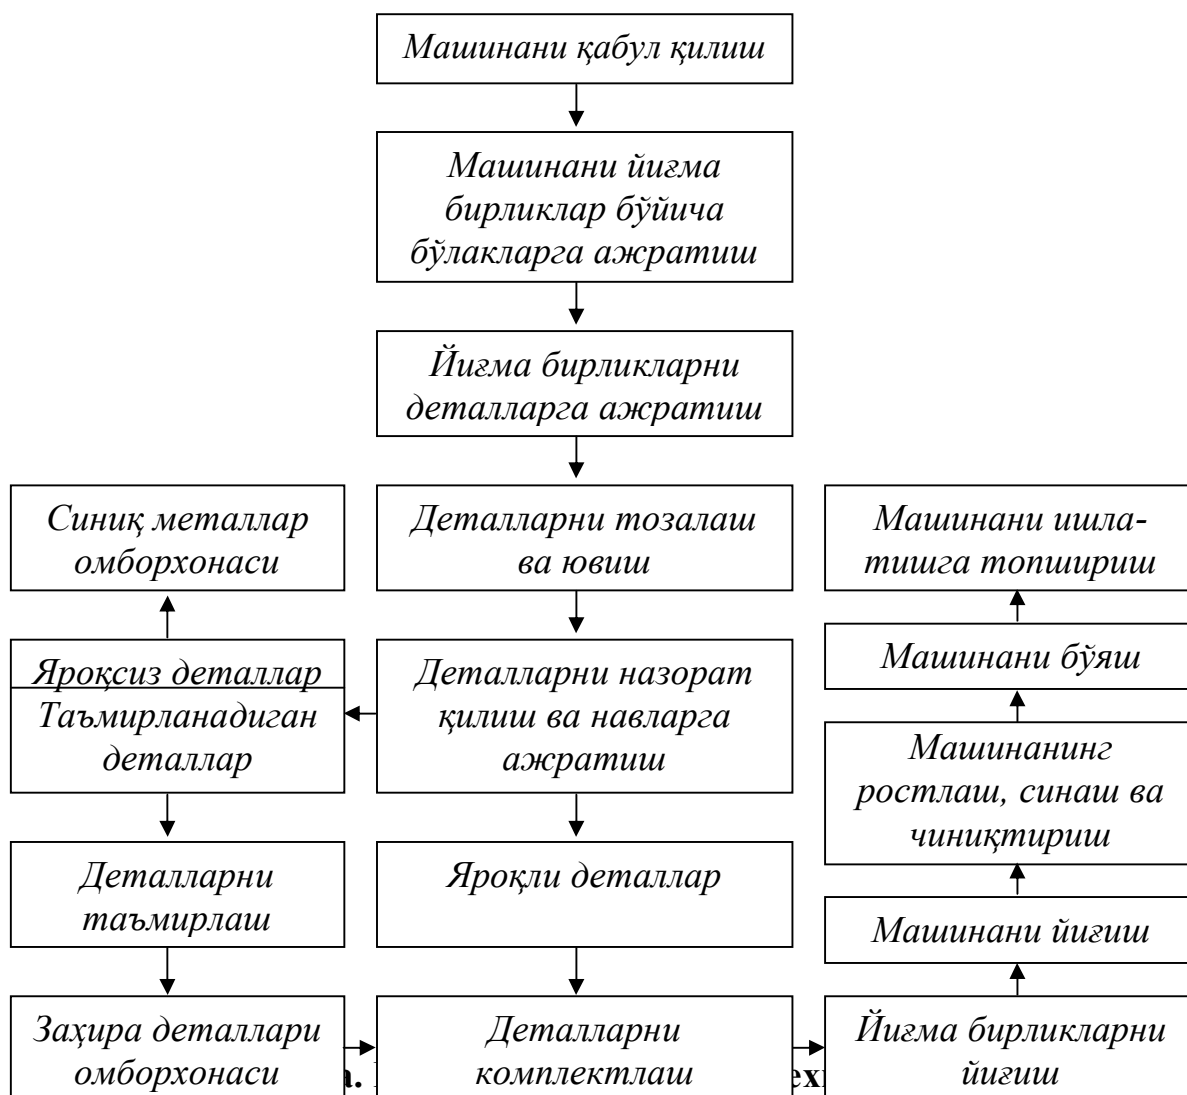 Машинани қабул қилиш
Машинани йиғма
бирликлар бўйича
бўлакларга ажратиш
Йиғма бирликларни
деталларга ажратиш
Синиқ металлар
омборхонаси
Деталларни тозалаш
ва ювиш
Машинани ишла-
тишга топшириш
Яроқсиз деталлар
Таъмирланадиган
деталлар
Деталларни назорат
қилиш ва навларга
ажратиш
Машинани бўяш
Машинанинг
ростлаш, синаш ва
чиниқтириш
Деталларни
таъмирлаш
Яроқли деталлар
Машинани йиғиш
Заҳира деталлари
омборхонаси
Деталларни
комплектлаш
Йиғма бирликларни
йиғиш